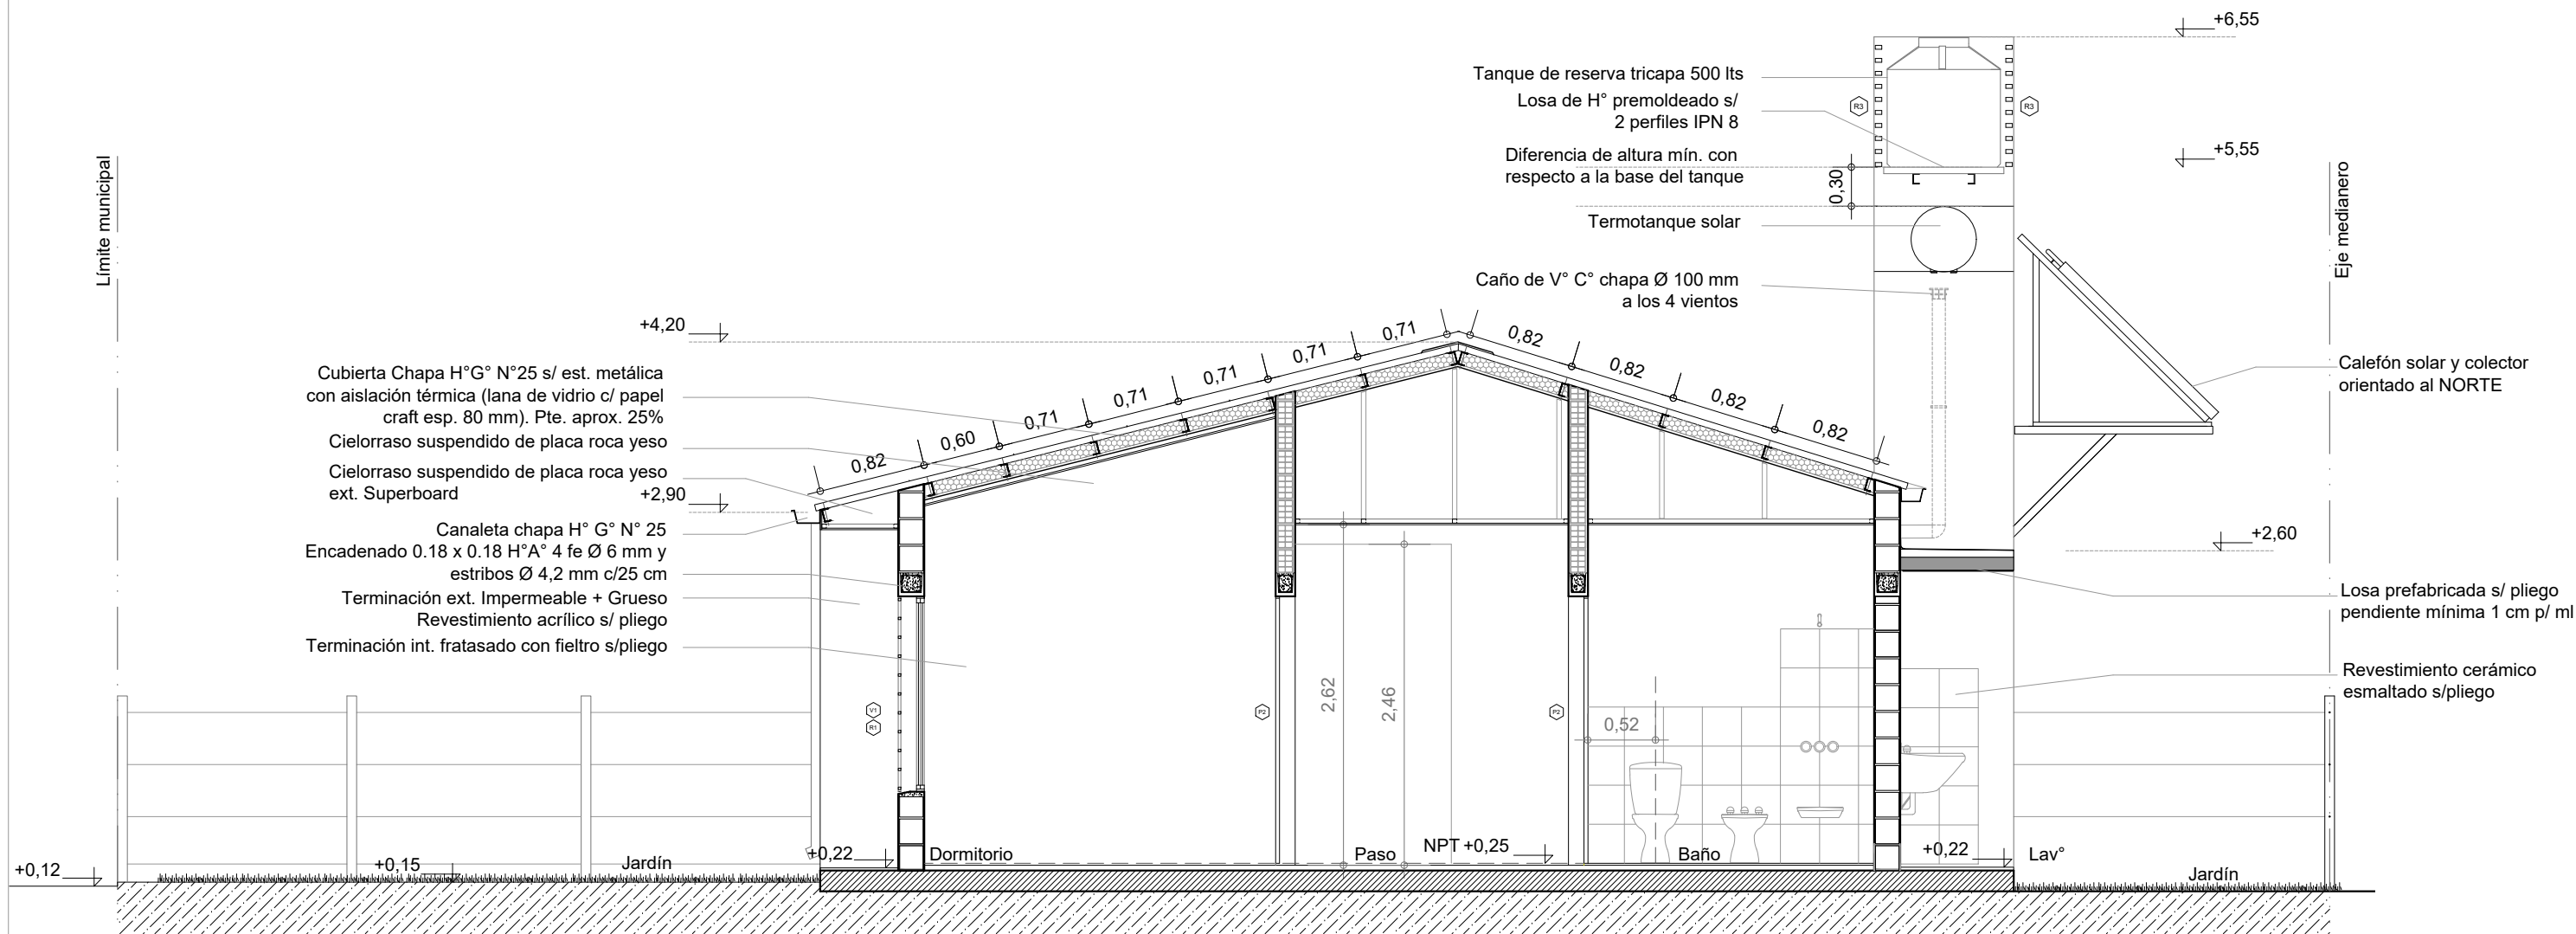 +6,55
Tanque de reserva tricapa 500 lts
Losa de H° premoldeado s/
2 perfiles IPN 8
R3
R3
Diferencia de altura mín. con
respecto a la base del tanque
+5,55
0,30
Límite municipal
Eje medianero
Termotanque solar
Caño de V° C° chapa Ø 100 mm
a los 4 vientos
+4,20
0,82
0,60
0,71
0,71
0,71
0,71
0,71
0,82
0,82
0,82
0,82
Calefón solar y colector
orientado al NORTE
Cubierta Chapa H°G° N°25 s/ est. metálica
con aislación térmica (lana de vidrio c/ papel
craft esp. 80 mm). Pte. aprox. 25%
Cielorraso suspendido de placa roca yeso
Cielorraso suspendido de placa roca yeso
ext. Superboard
+2,90
Canaleta chapa H° G° N° 25
Encadenado 0.18 x 0.18 H°A° 4 fe Ø 6 mm y
estribos Ø 4,2 mm c/25 cm
Terminación ext. Impermeable + Grueso
Revestimiento acrílico s/ pliego
Terminación int. fratasado con fieltro s/pliego
+2,60
Losa prefabricada s/ pliego
pendiente mínima 1 cm p/ ml
Revestimiento cerámico
esmaltado s/pliego
V1
R1
P2
2,62
2,46
P2
0,52
+0,12
+0,15
Jardín
+0,22
Dormitorio
Paso
NPT +0,25
Baño
+0,22
Lav°
Jardín